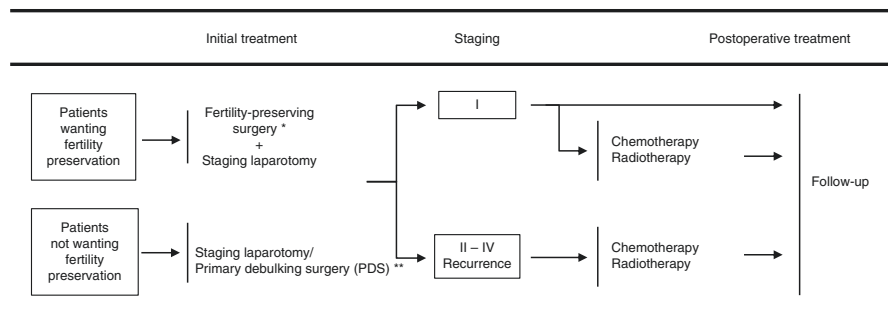 Initial treatment
Staging
Postoperative treatment
Patients
wanting
fertility
preservation
Fertility-preserving
surgery *
+
Staging laparotomy
I
Chemotherapy
Radiotherapy
Follow-up
Patients
not wanting
fertility
preservation
Staging laparotomy/
Primary debulking surgery (PDS) **
II – IV
Recurrence
Chemotherapy
Radiotherapy